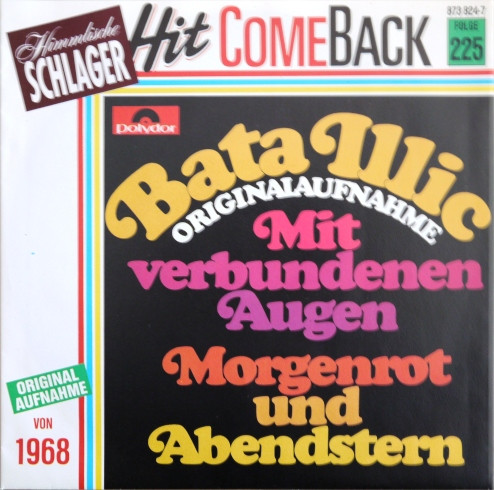 Himmlische
SCHLAGER
Hit COMEBACK
873 924-7
FOLGE
225
Polydor
Bata Illic
ORIGINALAUFNAHME
Mit
verbundenen
Augen
Morgenrot
und
Abendstern
ORIGINAL
AUFNAHME
VON
1968